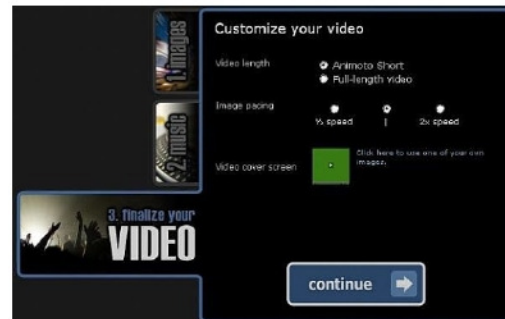 1. images
2. music
3. finalize your
VIDEO
Customize your video
Video length
Animoto Short
Full-length video
Image pacing
½ speed
2x speed
Video cover screen
Click here to use one of your own
images.
continue